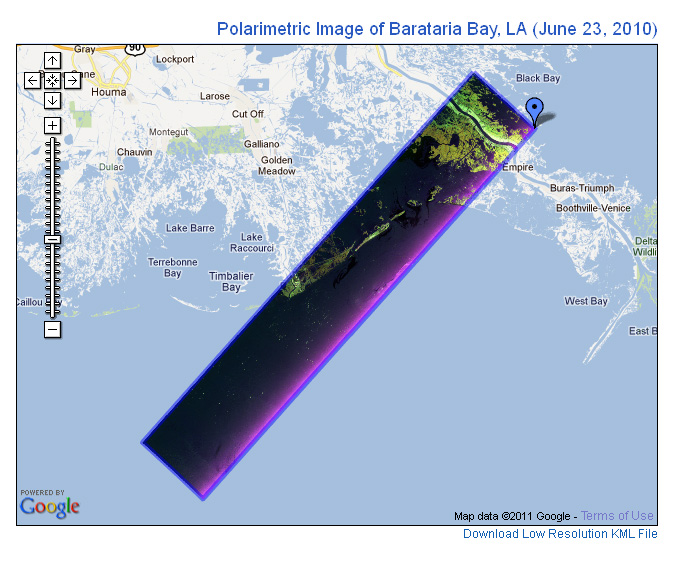 Polarimetric Image of Barataria Bay, LA (June 23, 2010)
Gray
90
Lockport
Black Bay
Houma
Larose
Cut Off
Montegut
Chauvin
Galliano
Dulac
Golden
Meadow
Empire
Buras-Triumph
Boothville-Venice
Lake Barre
Lake
Raccourci
Delta
Wildli
Terrebonne
Bay
Timbalier
Bay
Caillou
West Bay
East B
POWERED BY
Google
Map data ©2011 Google - Terms of Use
Download Low Resolution KML File